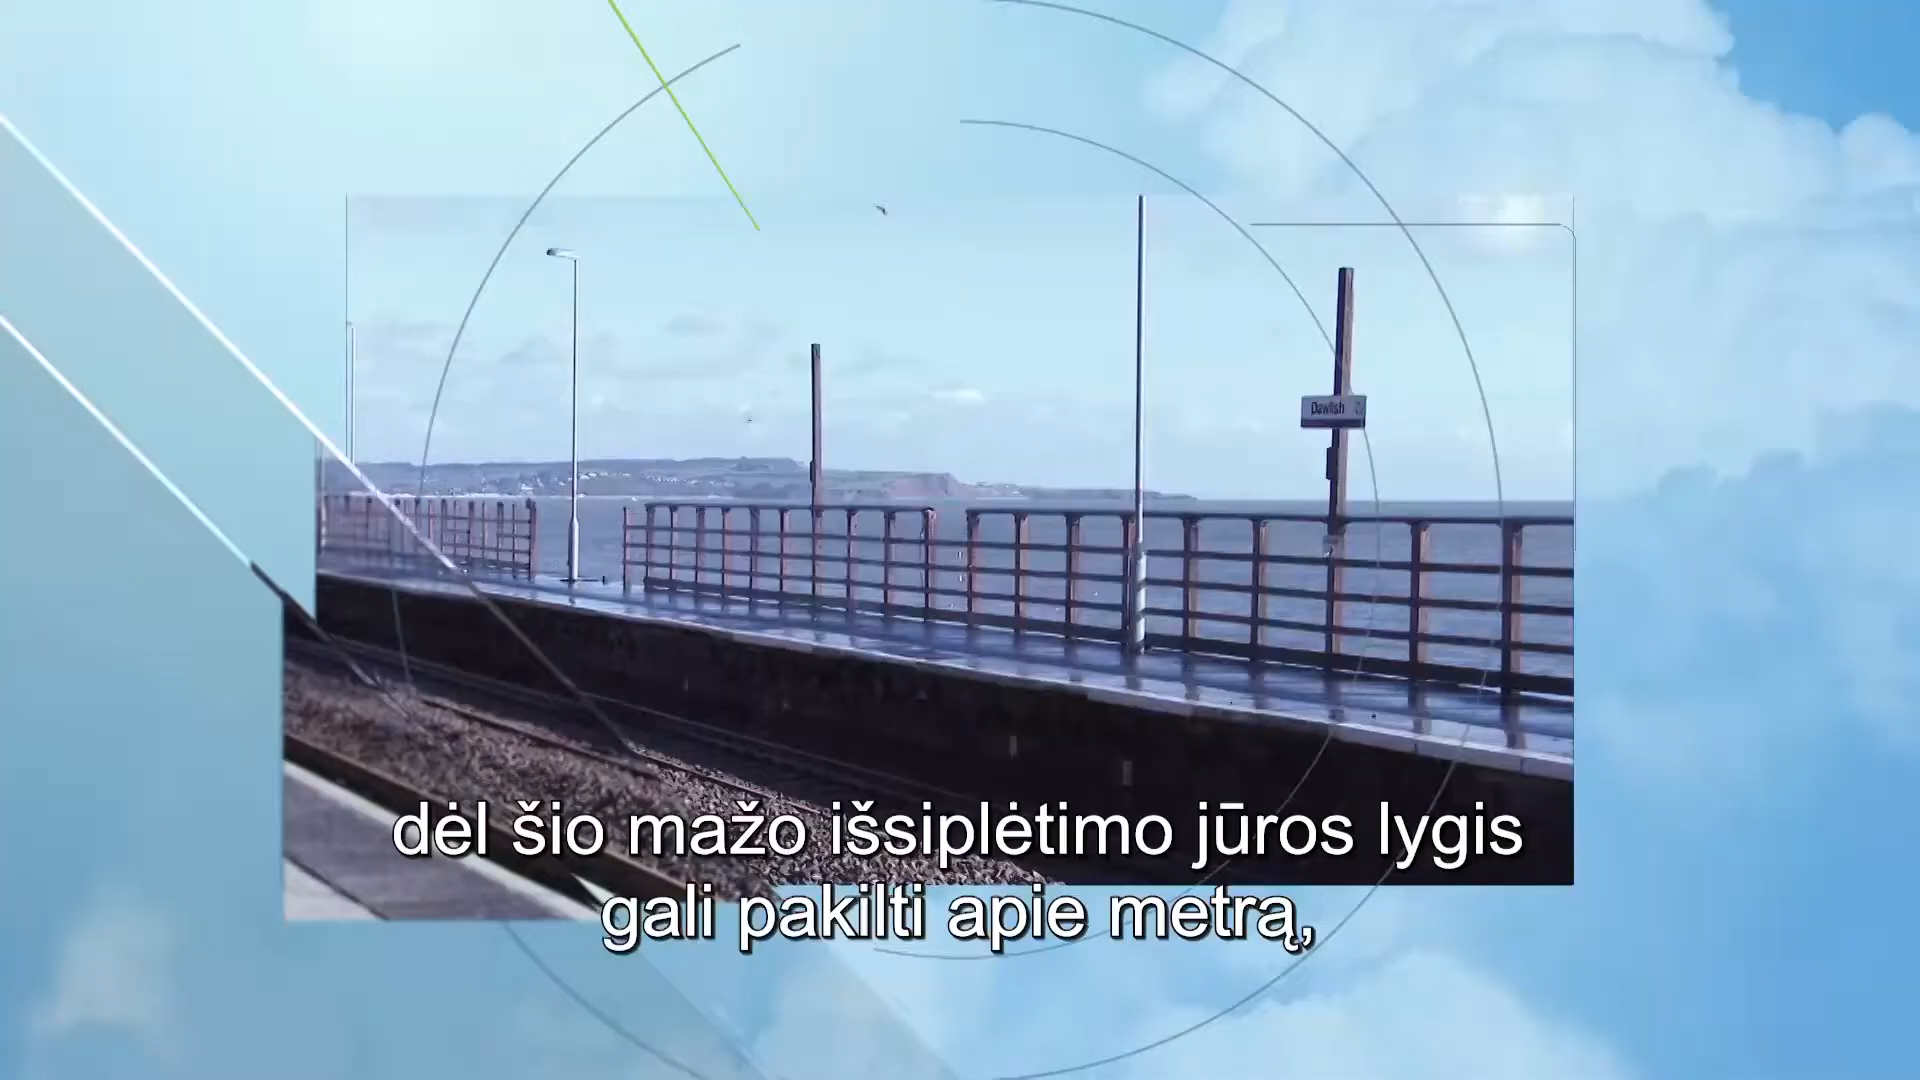 Dawlish
dėl šio mažo išsiplėtimo jūros lygis
gali pakilti apie metrą,